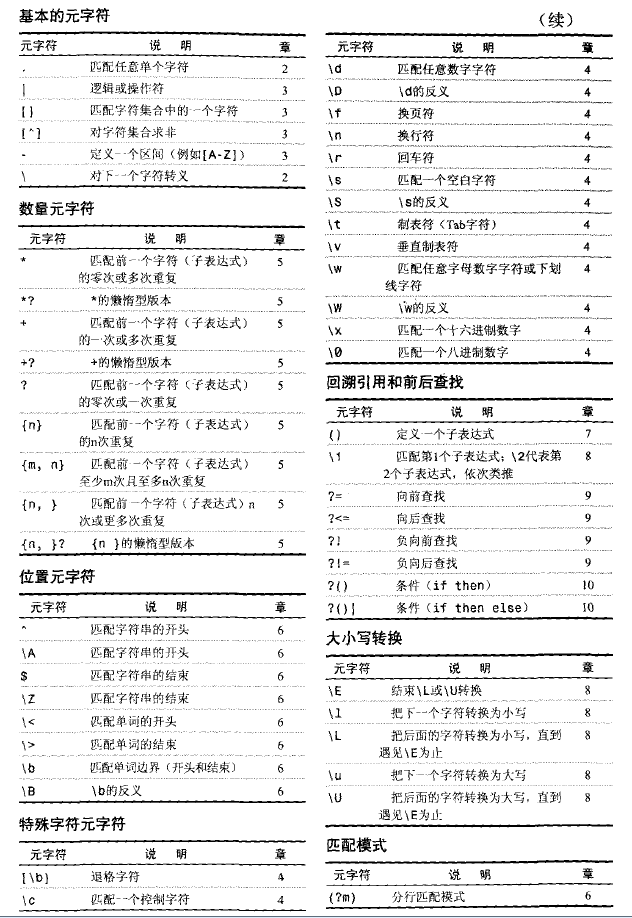 基本的元字符
元字符 说 明 章
. 匹配任意单个字符 2
| 逻辑或操作符 3
[] 匹配字符集合中的一个字符 3
[^] 对字符集合求非 3
- 定义一个区间（例如[A-Z]） 3
\ 对下一个字符转义 2
数量元字符
元字符 说 明 章
* 匹配前一个字符（子表达式） 5
的零次或多次重复
*? *的懒惰型版本 5
+ 匹配前一个字符（子表达式） 5
的一次或多次重复
+? +的懒惰型版本 5
? 匹配前一个字符（子表达式） 5
的零次或一次重复
{n} 匹配前一个字符（子表达式） 5
的n次重复
{m, n} 匹配前一个字符（子表达式） 5
至少m次且至多n次重复
{n, } 匹配前一个字符（子表达式）n 5
次或更多次重复
{n, }? {n }的懒惰型版本 5
位置元字符
元字符 说 明 章
^ 匹配字符串的开头 6
\A 匹配字符串的开头 6
$ 匹配字符串的结束 6
\Z 匹配字符串的结束 6
\< 匹配单词的开头 6
\> 匹配单词的结束 6
\b 匹配单词边界（开头和结束） 6
\B \b的反义 6
特殊字符元字符
元字符 说 明 章
[\b] 退格字符 4
\c 匹配一个控制字符 4
（续）
元字符 说 明 章
\d 匹配任意数字字符 4
\D \d的反义 4
\f 换页符 4
\n 换行符 4
\r 回车符 4
\s 匹配一个空白字符 4
\S \s的反义 4
\t 制表符（Tab字符） 4
\v 垂直制表符 4
\w 匹配任意字母数字字符或下划 4
线字符
\W \w的反义 4
\x 匹配一个十六进制数字 4
\0 匹配一个八进制数字 4
回溯引用和前后查找
元字符 说 明 章
() 定义一个子表达式 7
\1 匹配第1个子表达式；\2代表第 8
2个子表达式，依次类推
?= 向前查找 9
?<= 向后查找 9
?! 负向前查找 9
?!= 负向后查找 9
?() 条件（if then） 10
?()| 条件（if then else） 10
大小写转换
元字符 说 明 章
\E 结束\L或\U转换 8
\l 把下一个字符转换为小写 8
\L 把后面的字符转换为小写，直到 8
遇见\E为止
\u 把下一个字符转换为大写 8
\U 把后面的字符转换为大写，直到 8
遇见\E为止
匹配模式
元字符 说 明 章
(?m) 分行匹配模式 6